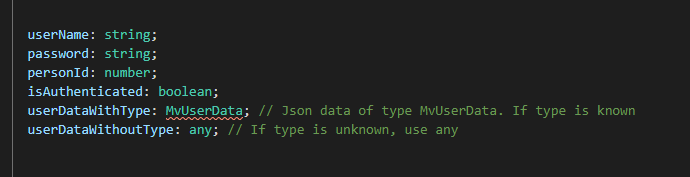 userName: string;
password: string;
personId: number;
isAuthenticated: boolean;
userDataWithType: MvUserData; // Json data of type MvUserData. If type is known
userDataWithoutType: any; // If type is unknown, use any